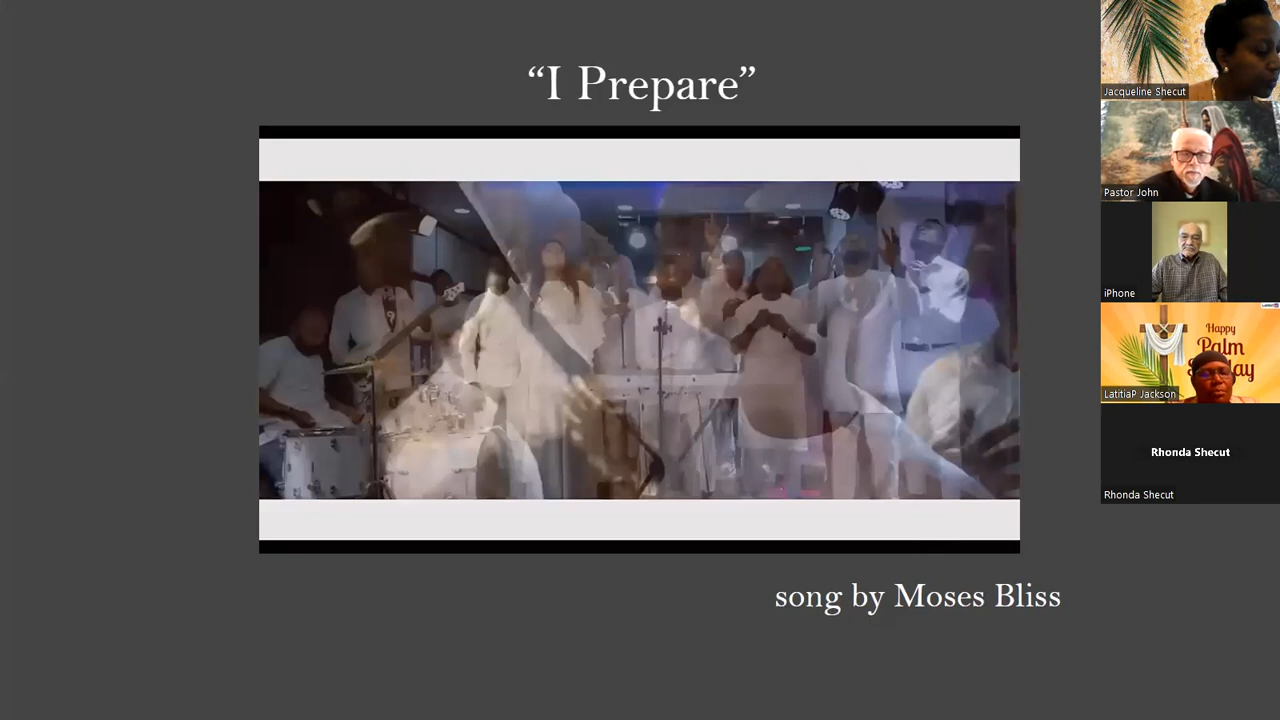 “I Prepare”
song by Moses Bliss
Jacqueline Shecut
Pastor John
iPhone
Happy
Palm
LatitiaP Jackson
Rhonda Shecut
Rhonda Shecut